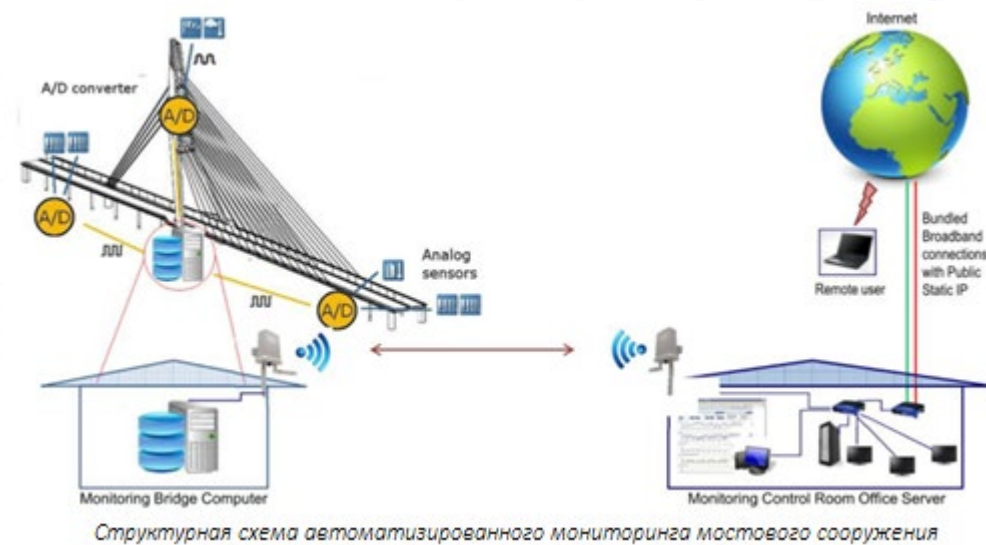 Internet
A/D converter
A/D
A/D
Analog
sensors
A/D
Bundled
Broadband
connections
with Public
Static IP
Remote user
Monitoring Bridge Computer
Monitoring Control Room Office Server
Структурная схема автоматизированного мониторинга мостового сооружения